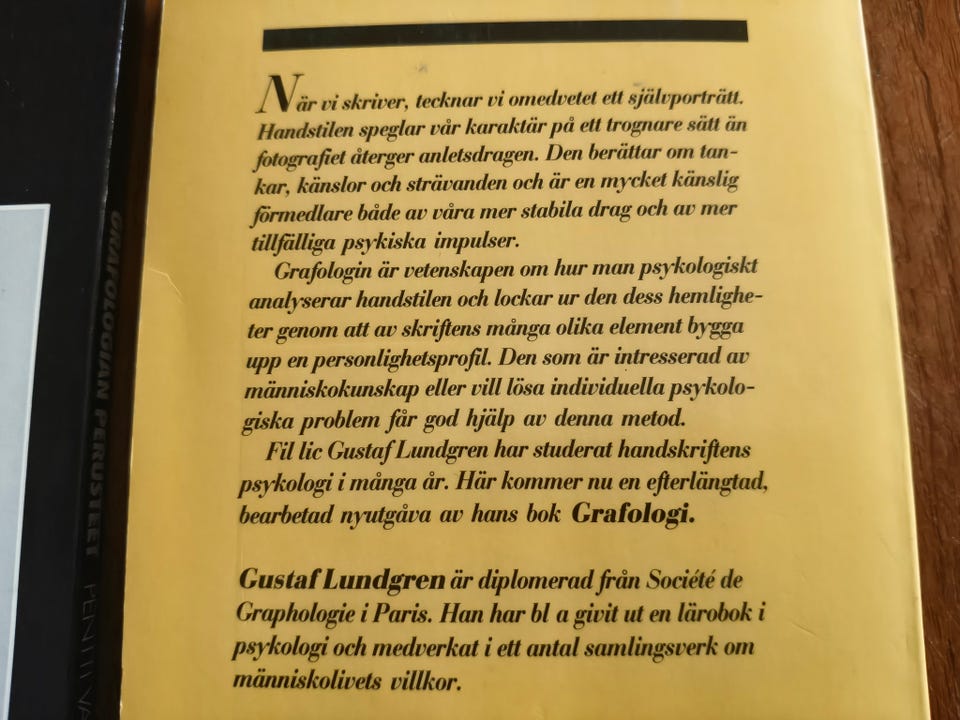 När vi skriver, tecknar vi omedvetet ett självporträtt.
Handstilen speglar vår karaktär på ett trognare sätt än
fotografiet återger anletsdragen. Den berättar om tan-
kar, känslor och strävanden och är en mycket känslig
förmedlare både av våra mer stabila drag och av mer
tillfälliga psykiska impulser.
Grafologin är vetenskapen om hur man psykologiskt
analyserar handstilen och lockar ur den dess hemlighe-
ter genom att av skriftens många olika element bygga
upp en personlighetsprofil. Den som är intresserad av
människokunskap eller vill lösa individuella psykolo-
giska problem får god hjälp av denna metod.
Fil lic Gustaf Lundgren har studerat handskriftens
psykologi i många år. Här kommer nu en efterlängtad,
bearbetad nyutgåva av hans bok Grafologi.
Gustaf Lundgren är diplomerad från Société de
Graphologie i Paris. Han har bl a givit ut en lärobok i
psykologi och medverkat i ett antal samlingsverk om
människolivets villkor.
GRAFOLOGIAN PERUSTEET